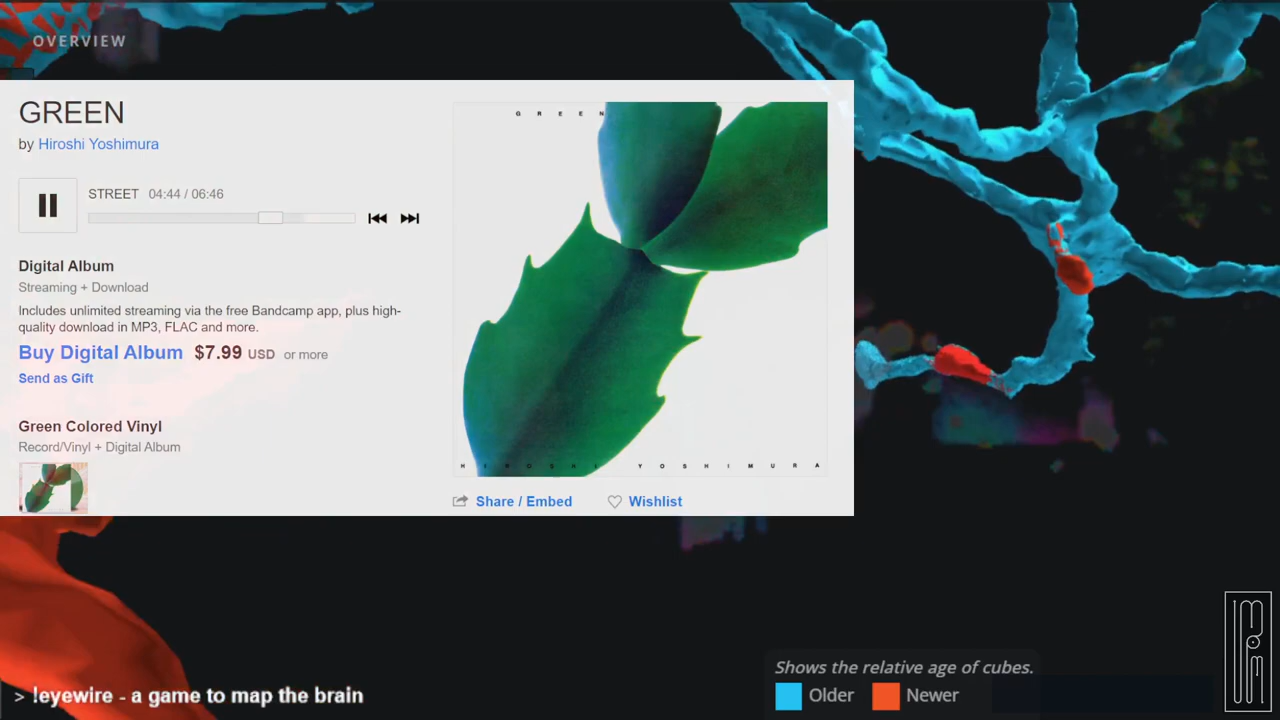 OVERVIEW
GREEN
by Hiroshi Yoshimura
STREET 04:44 / 06:46
Digital Album
Streaming + Download
Includes unlimited streaming via the free Bandcamp app, plus high-
quality download in MP3, FLAC and more.
Buy Digital Album $7.99 USD or more
Send as Gift
Green Colored Vinyl
Record/Vinyl + Digital Album
GREEN
HIROSHI YOSHIMURA
Share / Embed Wishlist
Shows the relative age of cubes.
Older Newer
> !eyewire - a game to map the brain